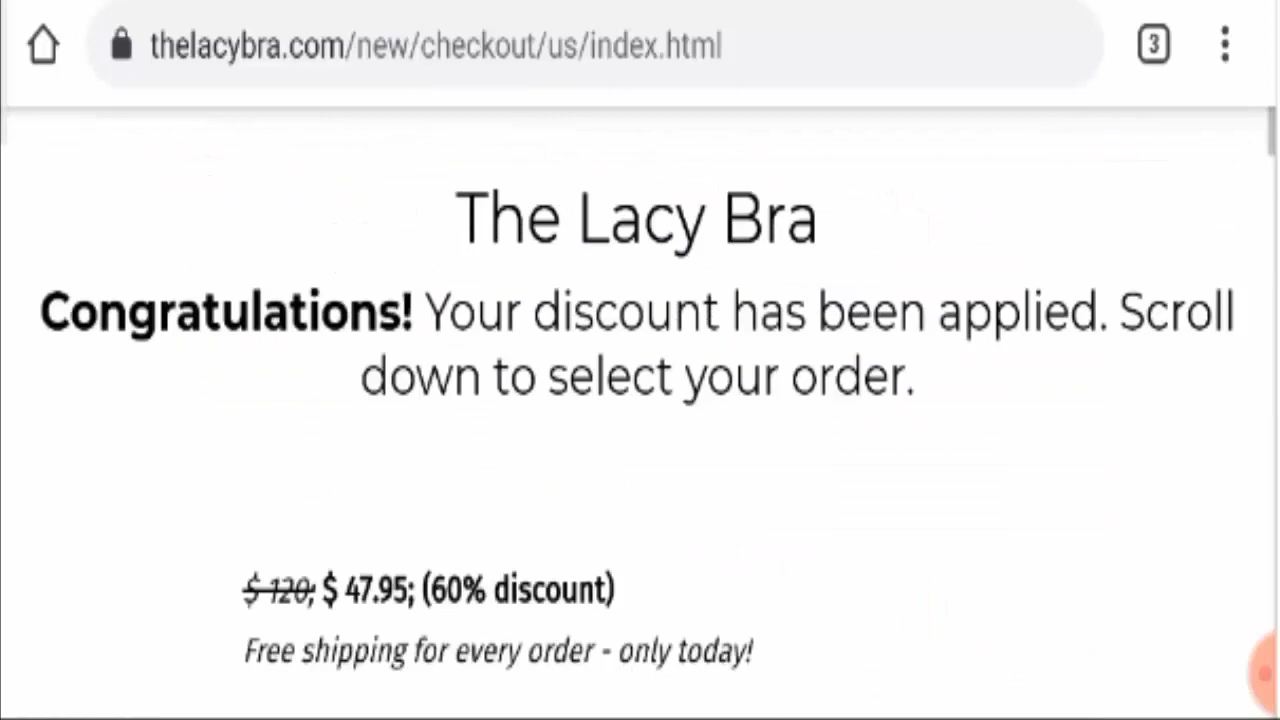 thelacybra.com/new/checkout/us/index.html
3
The Lacy Bra
Congratulations! Your discount has been applied. Scroll
down to select your order.
$ 120; $ 47.95; (60% discount)
Free shipping for every order - only today!